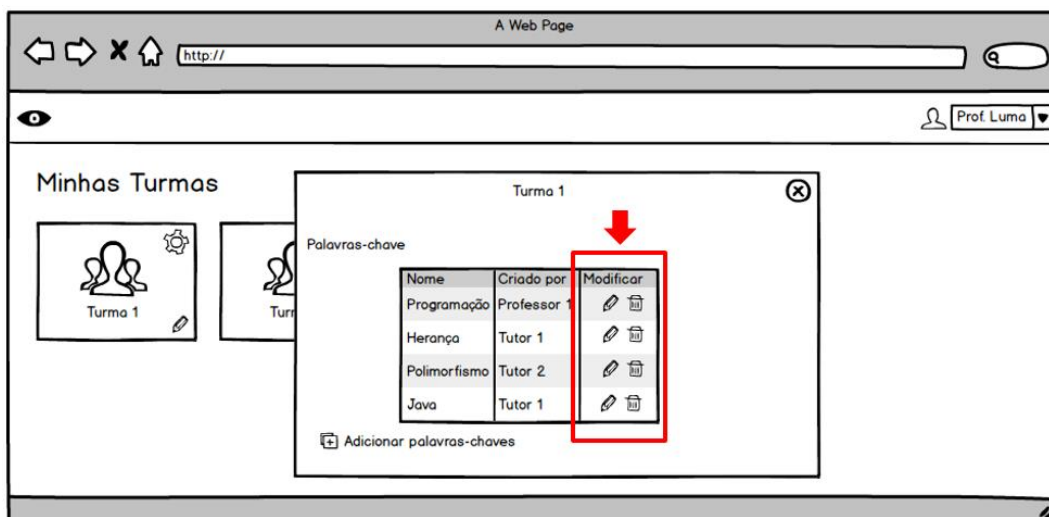 A Web Page
http://
Prof. Luma
Minhas Turmas
Turma 1
Turma 1
Palavras-chave
Nome Criado por Modificar
Programação Professor 1
Herança Tutor 1
Polimorfismo Tutor 2
Java Tutor 1
Adicionar palavras-chaves